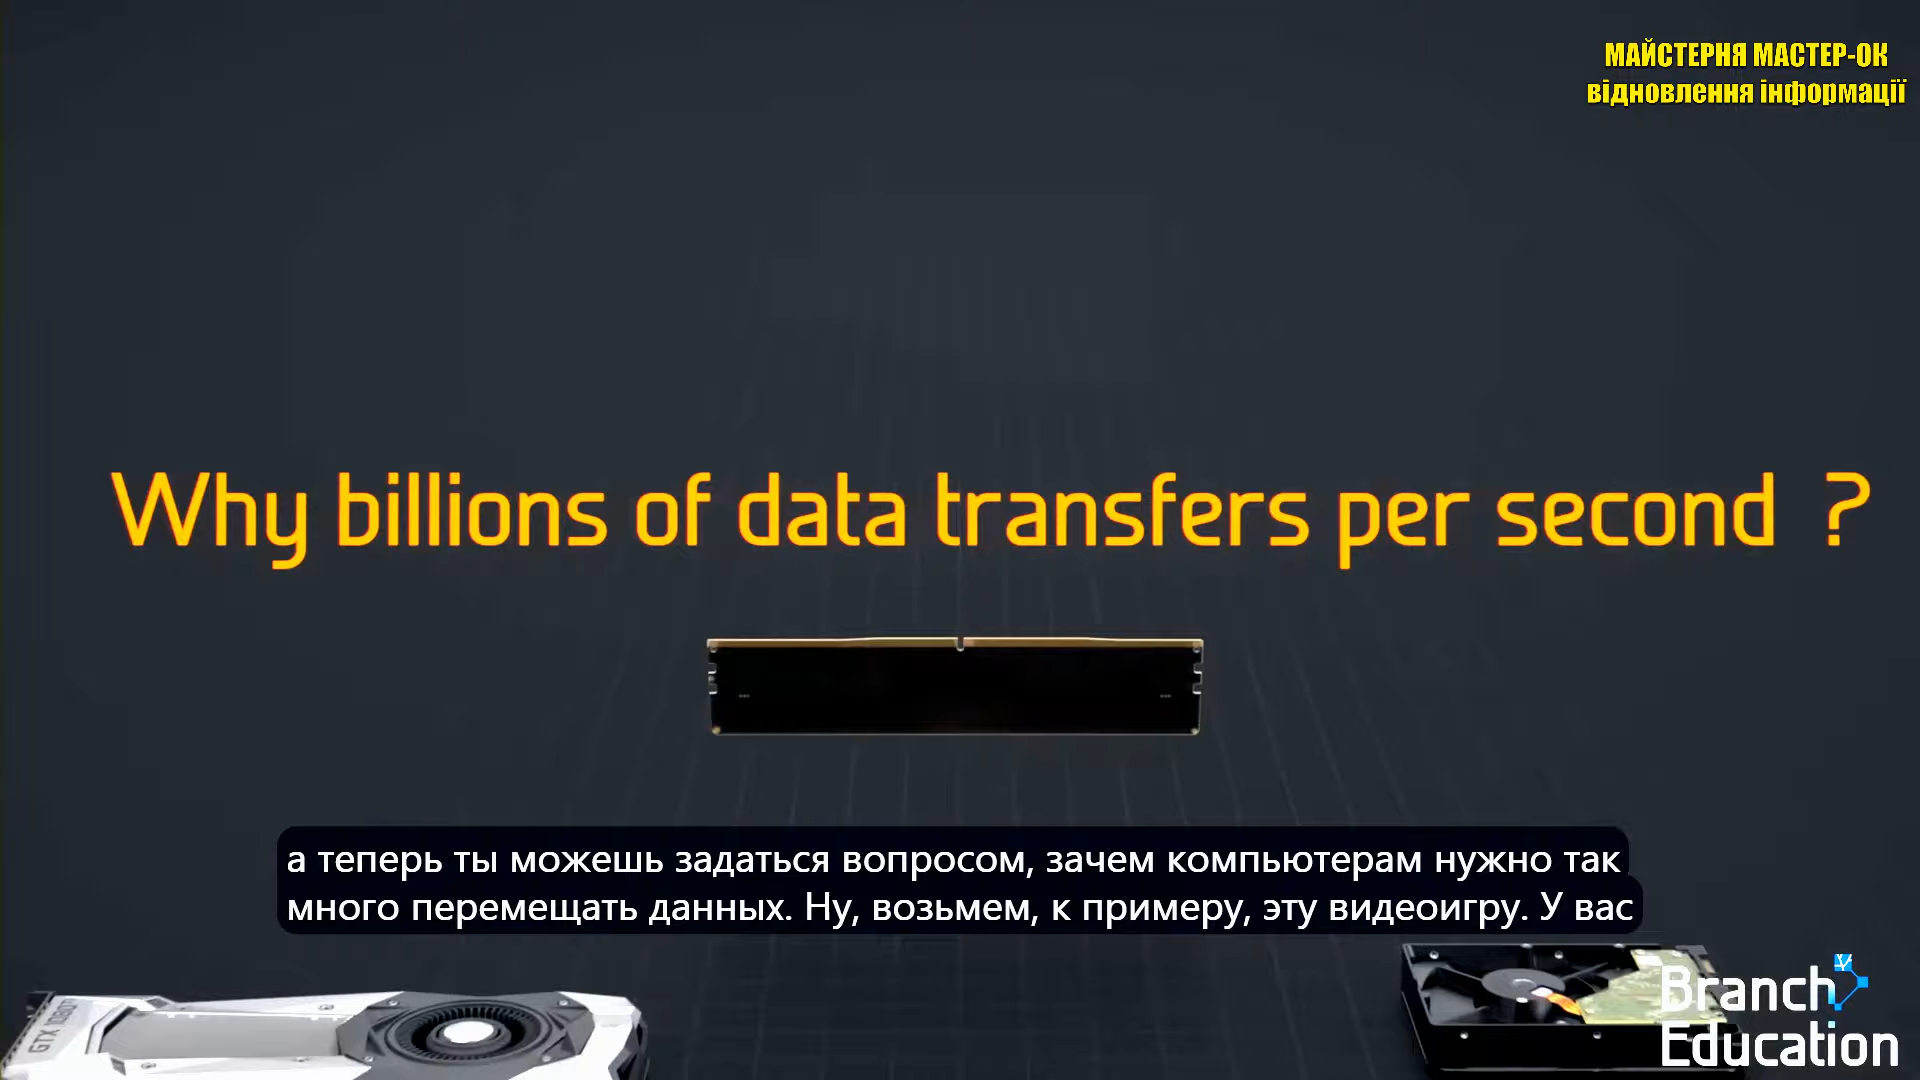 МАЙСТЕРНЯ МАСТЕР-ОК
відновлення інформації
Why billions of data transfers per second ?
а теперь ты можешь задаться вопросом, зачем компьютерам нужно так
много перемещать данных. Ну, возьмем, к примеру, эту видеоигру. У вас
GTX 1080
Branch
Education